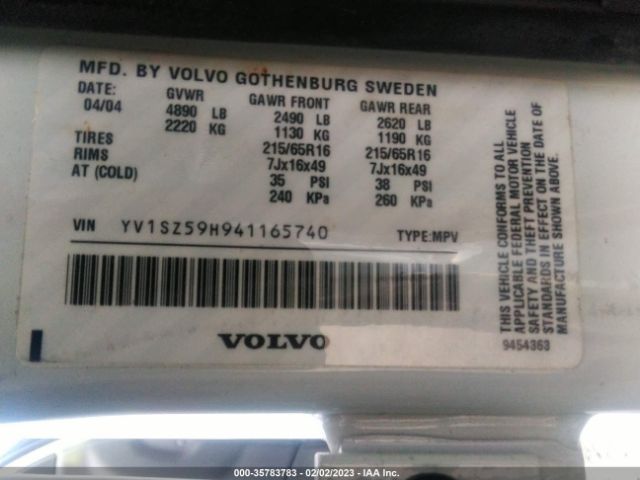 MFD. BY VOLVO GOTHENBURG SWEDEN
DATE: GVWR GAWR FRONT GAWR REAR
04/04 4890 LB 2490 LB 2620 LB
2220 KG 1130 KG 1190 KG
TIRES 215/65R16 215/65R16
RIMS 7Jx16x49 7Jx16x49
AT (COLD) 35 PSI 38 PSI
240 KPa 260 KPa
VIN YV1SZ59H941165740 TYPE:MPV
VOLVO
THIS VEHICLE CONFORMS TO ALL
APPLICABLE FEDERAL MOTOR VEHICLE
SAFETY AND THEFT PREVENTION
STANDARDS IN EFFECT ON THE DATE OF
MANUFACTURE SHOWN ABOVE.
9454363
000-35783783 - 02/02/2023 - IAA Inc.